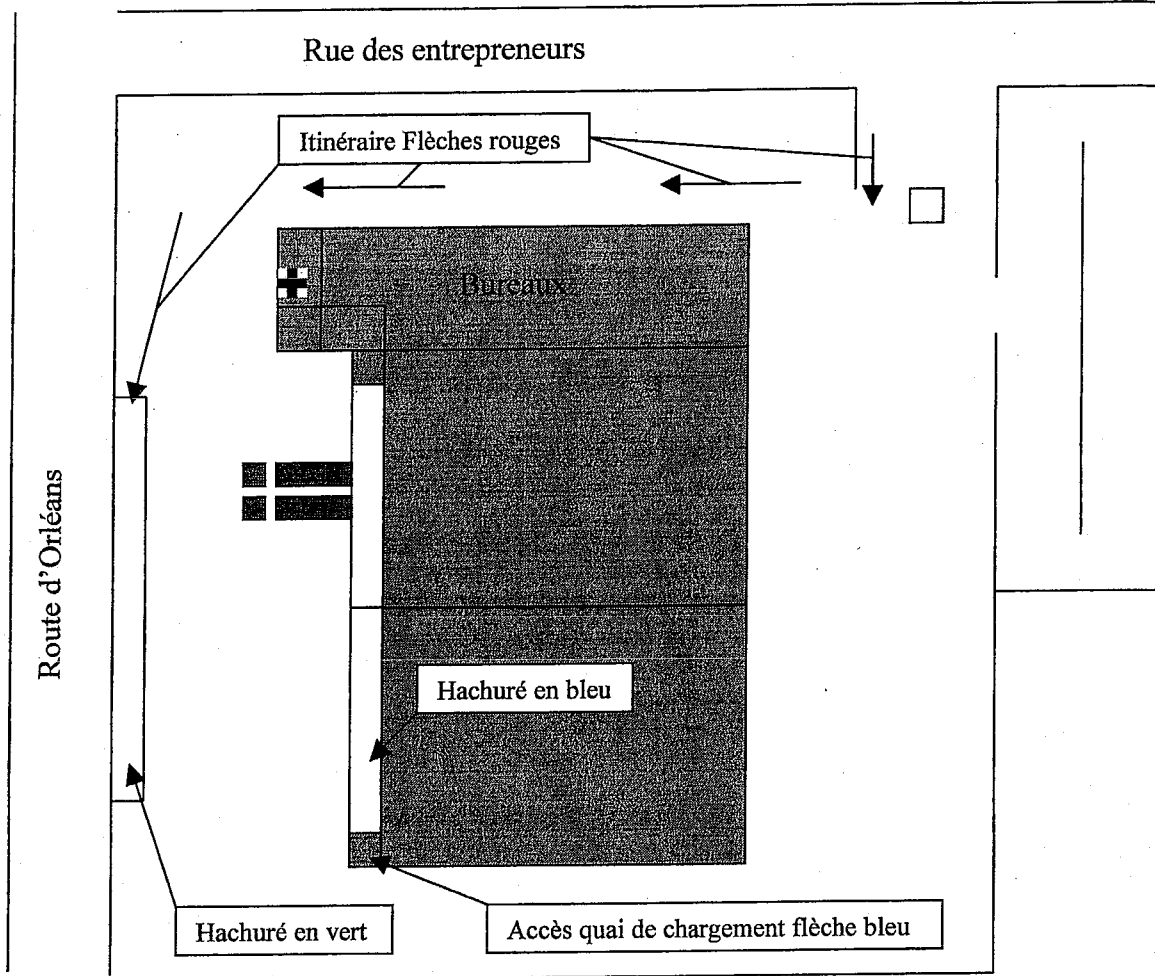 Rue des entrepreneurs
Itinéraire Flèches rouges
Bureaux
Route d'Orléans
Hachuré en bleu
Hachuré en vert
Accès quai de chargement flèche bleu